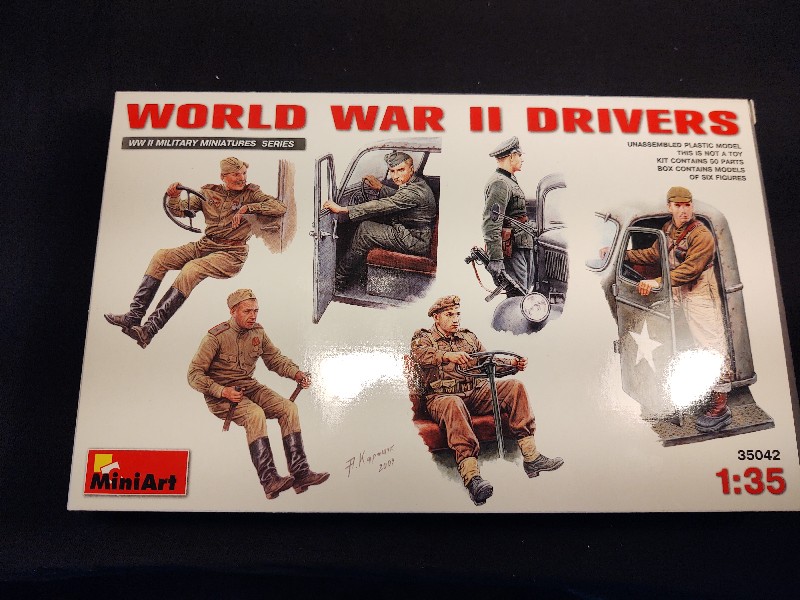 WORLD WAR II DRIVERS
WW II MILITARY MINIATURES SERIES
UNASSEMBLED PLASTIC MODEL
THIS IS NOT A TOY
KIT CONTAINS 50 PARTS
BOX CONTAINS MODELS
OF SIX FIGURES
35042
1:35
MiniArt